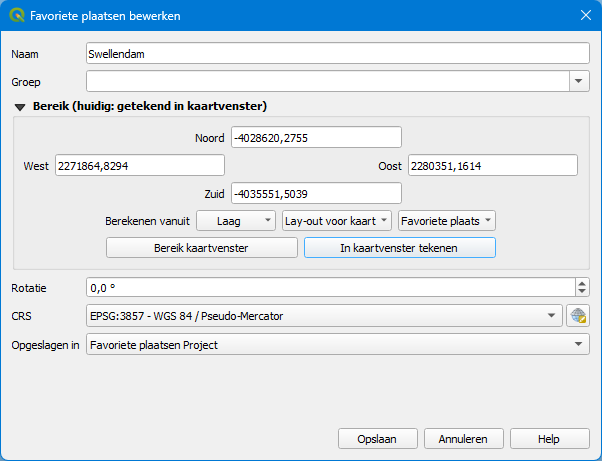 Favoriete plaatsen bewerken
Naam Swellendam
Groep
Bereik (huidig: getekend in kaartvenster)
Noord -4028620,2755
West 2271864,8294 Oost 2280351,1614
Zuid -4035551,5039
Berekenen vanuit Laag Lay-out voor kaart Favoriete plaats
Bereik kaartvenster In kaartvenster tekenen
Rotatie 0,0 °
CRS EPSG:3857 - WGS 84 / Pseudo-Mercator
Opgeslagen in Favoriete plaatsen Project
Opslaan Annuleren Help